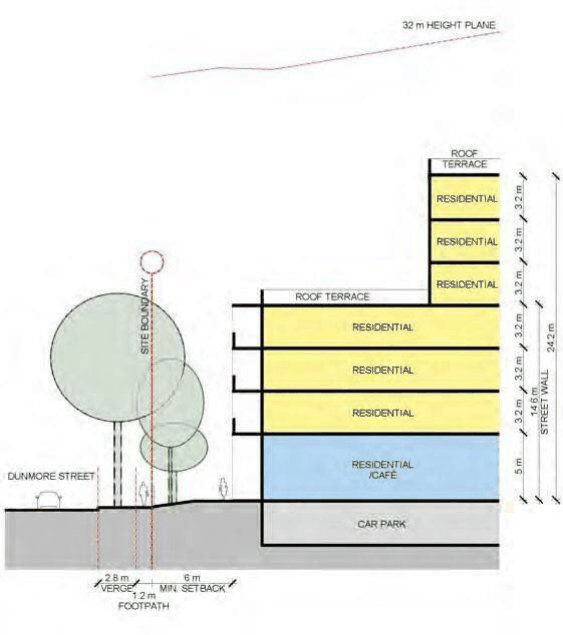 32 m HEIGHT PLANE
ROOF
TERRACE
RESIDENTIAL
3.2 m
RESIDENTIAL
3.2 m
RESIDENTIAL
3.2 m
SITE BOUNDARY
ROOF TERRACE
RESIDENTIAL
3.2 m
RESIDENTIAL
3.2 m
RESIDENTIAL
3.2 m
24.2 m
14.6 m
STREET WALL
DUNMORE STREET
RESIDENTIAL
/CAFÉ
5 m
CAR PARK
2.8 m
VERGE
6 m
MIN. SETBACK
1.2 m
FOOTPATH